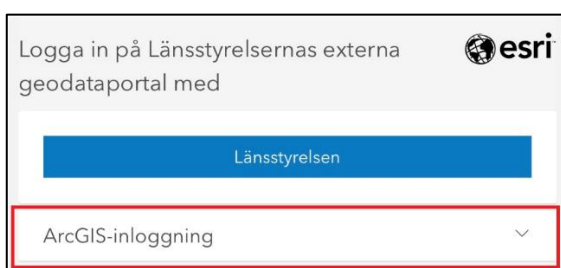 Logga in på Länsstyrelsernas externa
geodataportal med
esri
Länsstyrelsen
ArcGIS-inloggning